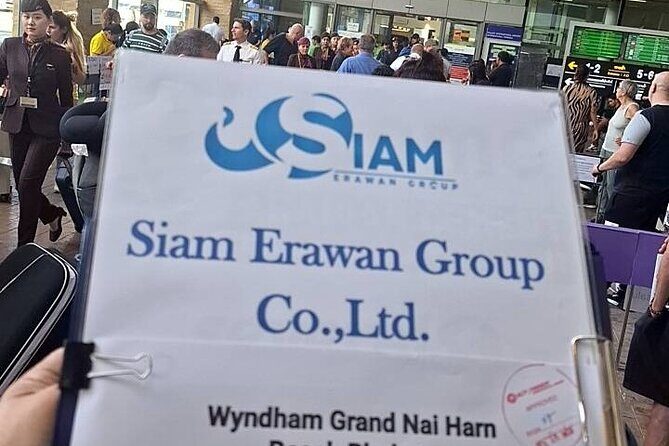 SIAM
ERAWAN GROUP
Siam Erawan Group
Co.,Ltd.
Wyndham Grand Nai Harn